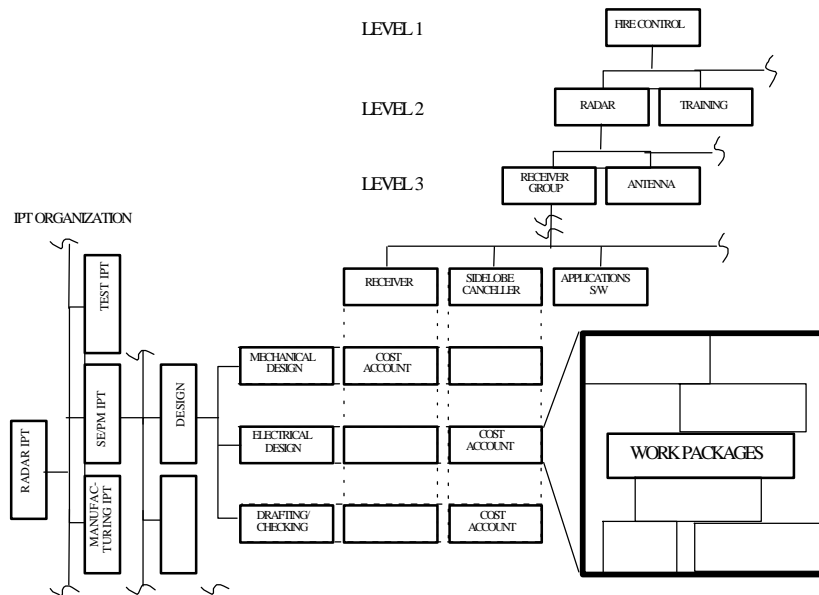 LEVEL 1
FIRE CONTROL
LEVEL 2
RADAR
TRAINING
LEVEL 3
RECEIVER
GROUP
ANTENNA
IPT ORGANIZATION
RECEIVER
SIDELOBE
CANCELLER
APPLICATIONS
S/W
TEST IPT
MECHANICAL
DESIGN
COST
ACCOUNT
SE/PM IPT
DESIGN
ELECTRICAL
DESIGN
COST
ACCOUNT
WORK PACKAGES
RADAR IPT
MANUFAC-
TURING IPT
DRAFTING/
CHECKING
COST
ACCOUNT